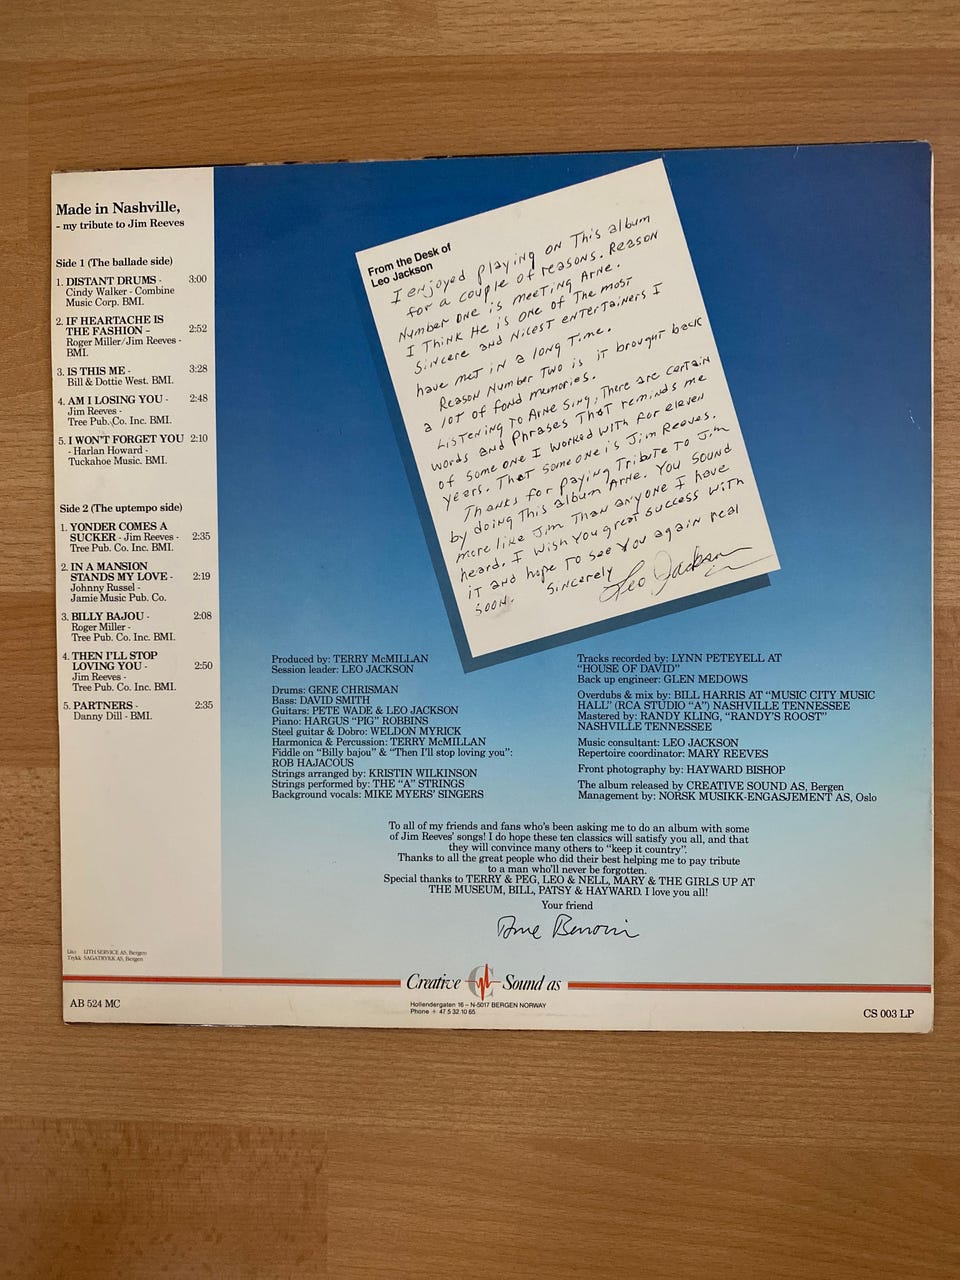 Made in Nashville,
- my tribute to Jim Reeves
Side 1 (The ballade side)
1. DISTANT DRUMS - 3:00
Cindy Walker - Combine
Music Corp. BMI.
2. IF HEARTACHE IS
THE FASHION – 2:52
Roger Miller/Jim Reeves -
BMI.
3. IS THIS ME - 3:28
Bill & Dottie West. BMI.
4. AM I LOSING YOU - 2:48
Jim Reeves -
Tree Pub. Co. Inc. BMI.
5. I WON'T FORGET YOU 2:10
- Harlan Howard -
Tuckahoe Music. BMI.
Side 2 (The uptempo side)
1. YONDER COMES A
SUCKER - Jim Reeves - 2:35
Tree Pub. Co. Inc. BMI.
2. IN A MANSION
STANDS MY LOVE - 2:19
Johnny Russel -
Jamie Music Pub. Co.
3. BILLY BAJOU - 2:08
Roger Miller -
Tree Pub. Co. Inc. BMI.
4. THEN I'LL STOP
LOVING YOU - 2:50
Jim Reeves -
Tree Pub. Co. Inc. BMI.
5. PARTNERS - 2:35
Danny Dill - BMI.
From the Desk of
Leo Jackson
I enjoyed playing on This album
for a couple of reasons. Reason
Number one is meeting Arne.
I Think He is one of The most
Sincere and Nicest entertainers I
have met in a long Time.
Reason Number Two is it brought back
a lot of fond memories.
Listening to Arne Sing, There are certain
words and Phrases That reminds me
of Someone I worked with for eleven
years. That Someone is Jim Reeves.
Thanks for paying Tribute To Jim
by doing This album Arne. You Sound
more like Jim Than anyone I have
heard. I wish You great success with
it and hope To see You again real
soon. Sincerely Leo Jackson
Produced by: TERRY McMILLAN
Session leader: LEO JACKSON
Drums: GENE CHRISMAN
Bass: DAVID SMITH
Guitars: PETE WADE & LEO JACKSON
Piano: HARGUS “PIG” ROBBINS
Steel guitar & Dobro: WELDON MYRICK
Harmonica & Percussion: TERRY McMILLAN
Fiddle on “Billy bajou” & “Then I'll stop loving you”:
ROB HAJACOUS
Strings arranged by: KRISTIN WILKINSON
Strings performed by: THE “A” STRINGS
Background vocals: MIKE MYERS' SINGERS
Tracks recorded by: LYNN PETEYELL AT
“HOUSE OF DAVID”
Back up engineer: GLEN MEDOWS
Overdubs & mix by: BILL HARRIS AT “MUSIC CITY MUSIC
HALL” (RCA STUDIO “A”) NASHVILLE TENNESSEE
Mastered by: RANDY KLING, “RANDY'S ROOST”
NASHVILLE TENNESSEE
Music consultant: LEO JACKSON
Repertoire coordinator: MARY REEVES
Front photography by: HAYWARD BISHOP
The album released by CREATIVE SOUND AS, Bergen
Management by: NORSK MUSIKK-ENGASJEMENT AS, Oslo
To all of my friends and fans who's been asking me to do an album with some
of Jim Reeves' songs! I do hope these ten classics will satisfy you all, and that
they will convince many others to “keep it country”.
Thanks to all the great people who did their best helping me to pay tribute
to a man who'll never be forgotten.
Special thanks to TERRY & PEG, LEO & NELL, MARY & THE GIRLS UP AT
THE MUSEUM, BILL, PATSY & HAYWARD. I love you all!
Your friend
Arne Benoni
Lito: LITH SERVICE AS, Bergen
Trykk: SAGATRYKK AS, Bergen
Creative Sound as
Hollendergaten 16 – N-5017 BERGEN NORWAY
Phone + 47 5 32 10 65
AB 524 MC
CS 003 LP